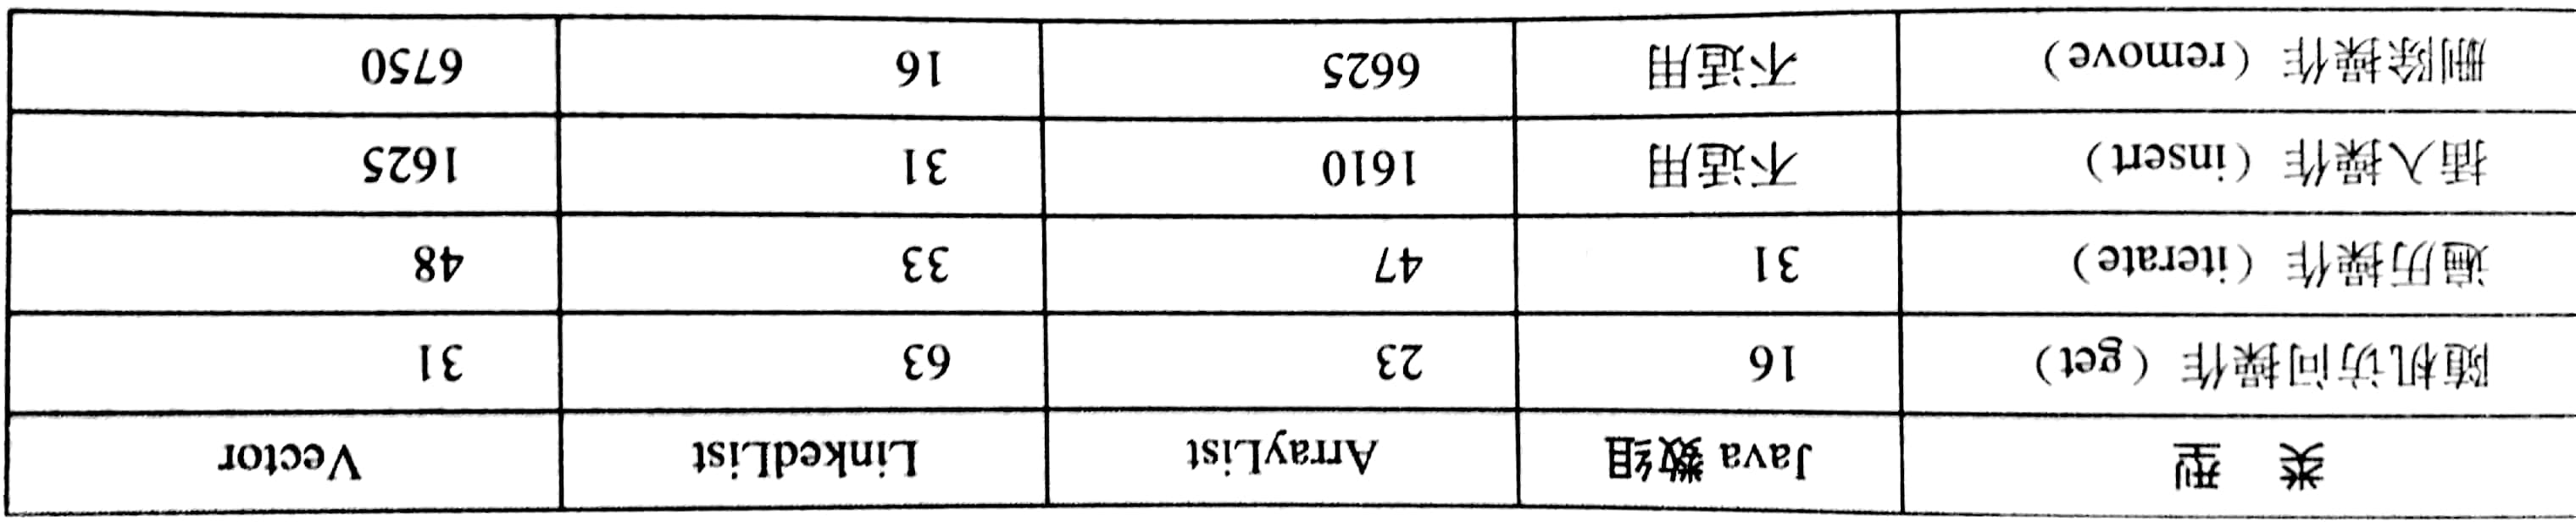 类 型 Java 数组 ArrayList LinkedList Vector
随机访问操作（get） 16 23 63 31
遍历操作（iterate） 31 47 33 48
插入操作（insert） 不适用 1610 31 1625
删除操作（remove） 不适用 6625 16 6750